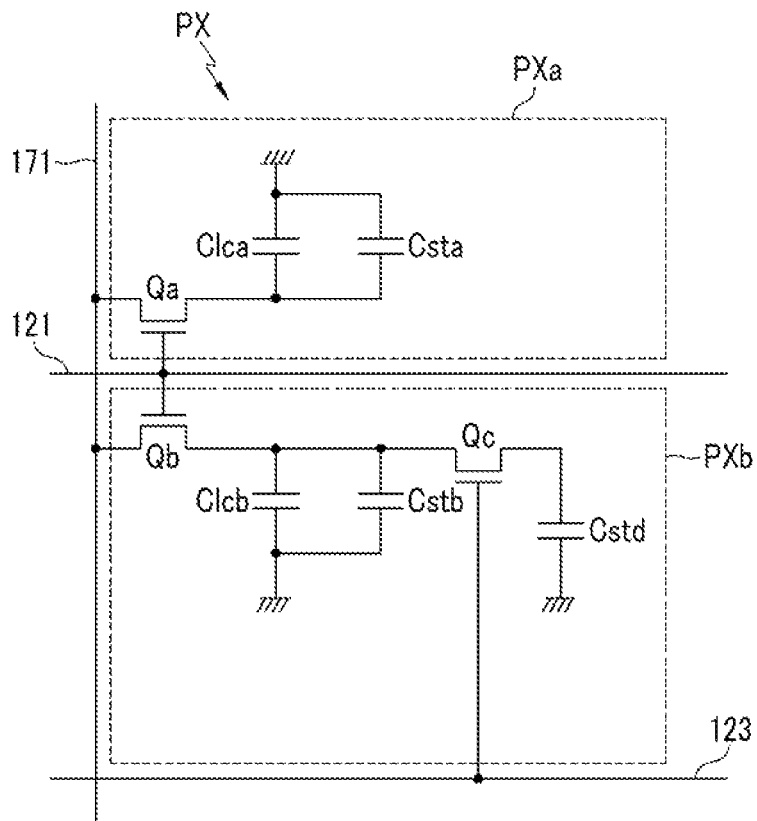 PX
PXa
171
Clca
Csta
Qa
121
Qb
Qc
PXb
Clcb
Cstb
Cstd
123